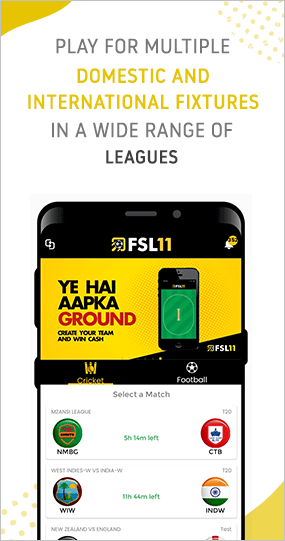 PLAY FOR MULTIPLE
DOMESTIC AND
INTERNATIONAL FIXTURES
IN A WIDE RANGE OF
LEAGUES
FSL11
YE HAI
AAPKA
GROUND
CREATE YOUR TEAM
AND WIN CASH
FSL11
FSL11
Cricket
Football
Select a Match
MZANSI LEAGUE
T20
5h 14m left
NMBG
CTB
WEST INDIES-W VS INDIA-W
T20
11h 44m left
WIW
INDW
NEW ZEALAND VS ENGLAND
Test